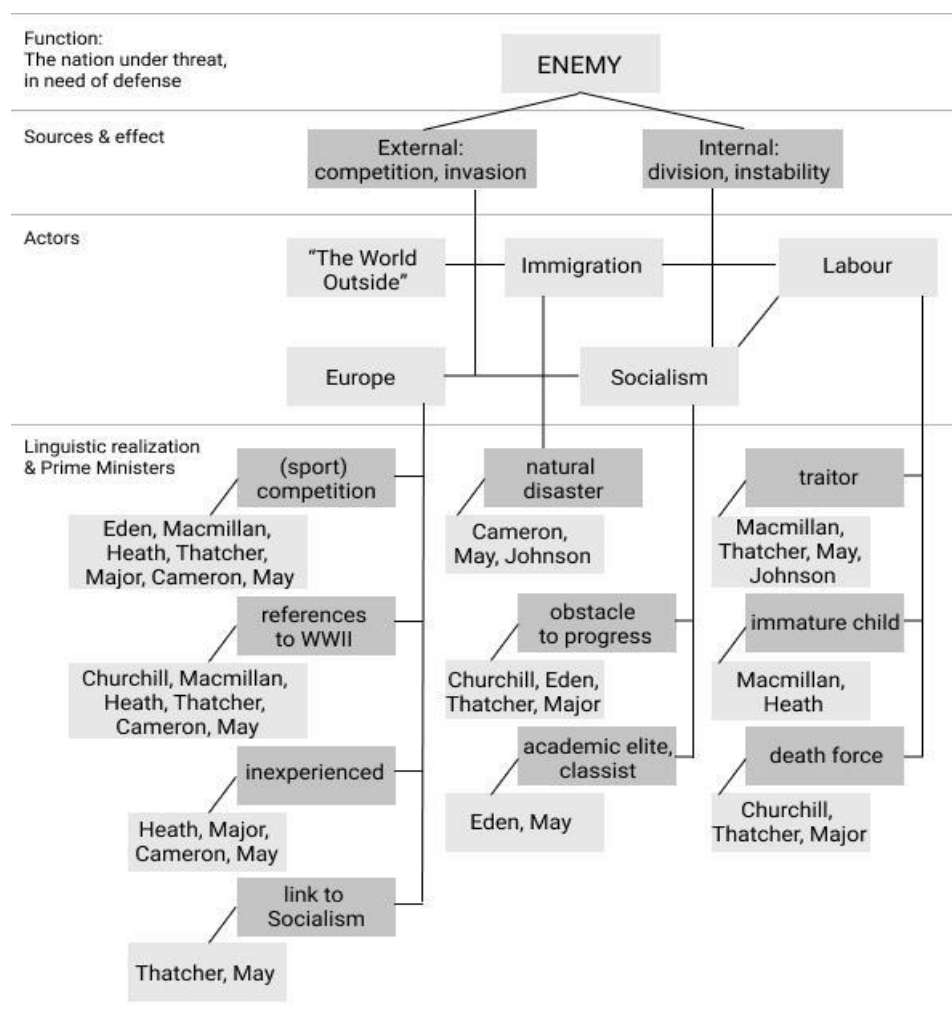 Function:
The nation under threat,
in need of defense
ENEMY
Sources & effect
External:
competition, invasion
Internal:
division, instability
Actors
“The World
Outside”
Immigration
Labour
Europe
Socialism
Linguistic realization
& Prime Ministers
(sport)
competition
Eden, Macmillan,
Heath, Thatcher,
Major, Cameron, May
references
to WWII
Churchill, Macmillan,
Heath, Thatcher,
Cameron, May
inexperienced
Heath, Major,
Cameron, May
link to
Socialism
Thatcher, May
natural
disaster
Cameron,
May, Johnson
obstacle
to progress
Churchill, Eden,
Thatcher, Major
academic elite,
classist
Eden, May
traitor
Macmillan,
Thatcher, May,
Johnson
immature child
Macmillan,
Heath
death force
Churchill,
Thatcher, Major